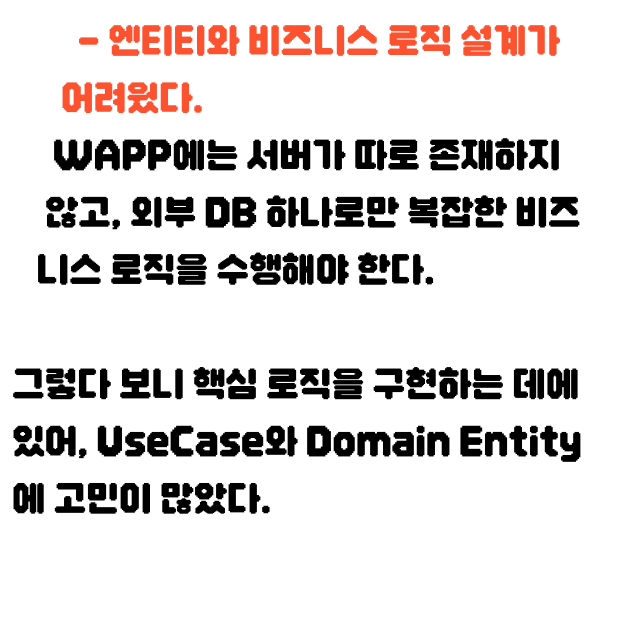 - 엔티티와 비즈니스 로직 설계가
어려웠다.
WAPP에는 서버가 따로 존재하지
않고, 외부 DB 하나로만 복잡한 비즈
니스 로직을 수행해야 한다.
그렇다 보니 핵심 로직을 구현하는 데에
있어, UseCase와 Domain Entity
에 고민이 많았다.